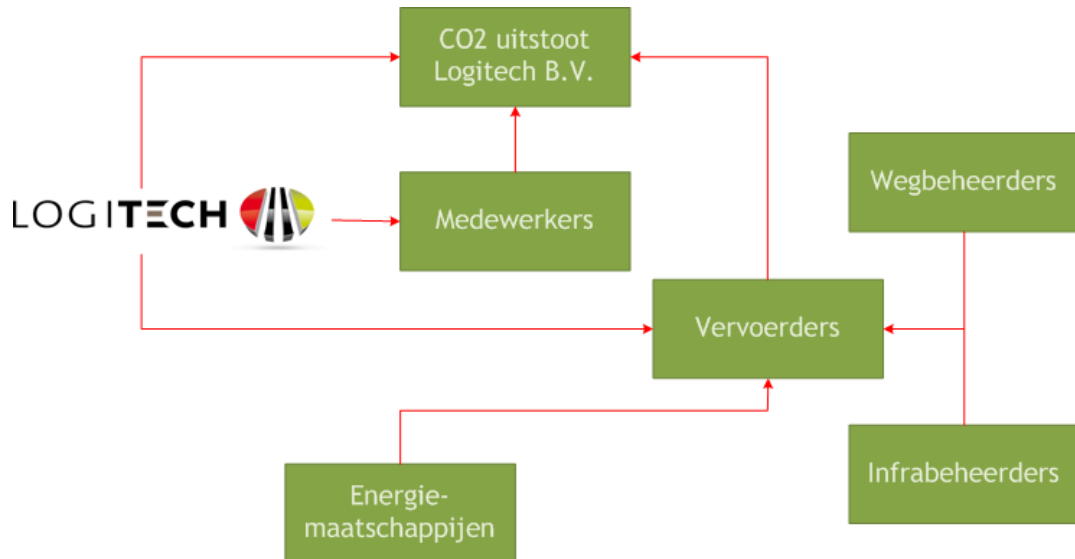 CO2 uitstoot
Logitech B.V.
Wegbeheerders
LOGITECH
Medewerkers
Vervoerders
Infrabeheerders
Energie-
maatschappijen